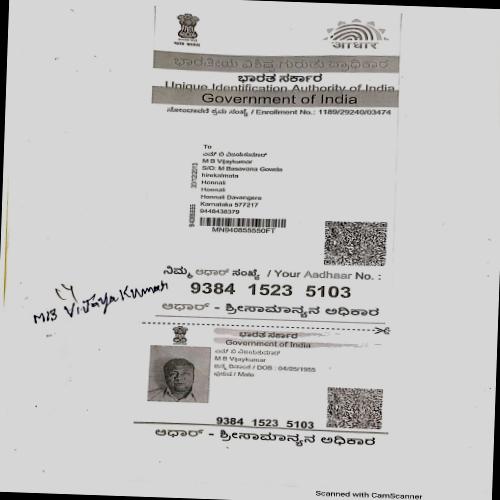 आधार
ಭಾರತೀಯ ವಿಶಿಷ್ಟ ಗುರುತು ಪ್ರಾಧಿಕಾರ
ಭಾರತ ಸರ್ಕಾರ
Unique Identification Authority of India
Government of India
ನೋಂದಾವಣೆ ಕ್ರಮ ಸಂಖ್ಯೆ / Enrollment No.: 1189/29240/03474
To
ಎಮ್ ಬಿ ವಿಜಯಕುಮಾರ್
M B Vijaykumar
S/O: M Basavana Gowda
hirekalmata
Honnali
Honnali
Honnali Davangere
Karnataka 577217
9448438379
MN940855550FT
ನಿಮ್ಮ ಆಧಾರ್ ಸಂಖ್ಯೆ / Your Aadhaar No. :
9384 1523 5103
ಆಧಾರ್ - ಶ್ರೀಸಾಮಾನ್ಯನ ಅಧಿಕಾರ
MB Vijaya Kumar
ಭಾರತ ಸರ್ಕಾರ
Government of India
ಎಮ್ ಬಿ ವಿಜಯಕುಮಾರ್
M B Vijaykumar
ಜನ್ಮ ದಿನಾಂಕ / DOB : 04/05/1955
ಪುರುಷ / Male
9384 1523 5103
ಆಧಾರ್ - ಶ್ರೀಸಾಮಾನ್ಯನ ಅಧಿಕಾರ
Scanned with CamScanner